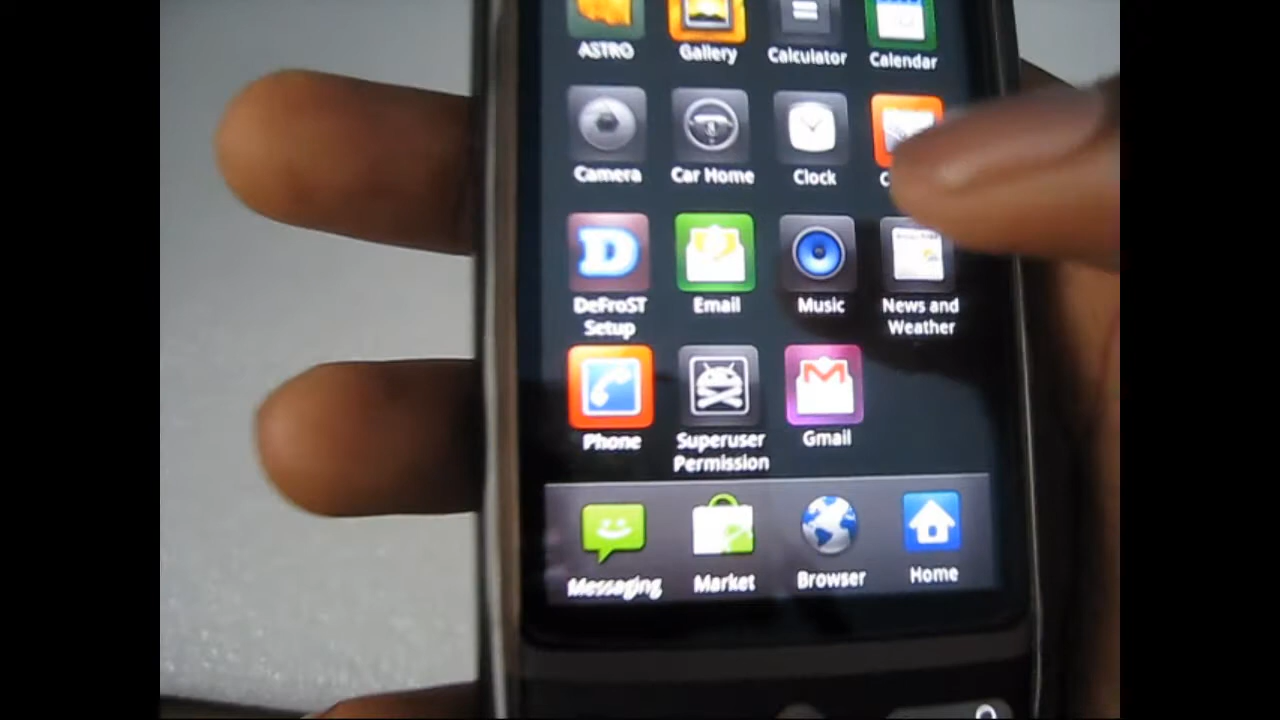 ASTRO
Gallery
Calculator
Calendar
Camera
Car Home
Clock
DeFroST
Setup
Email
Music
News and
Weather
Phone
Superuser
Permission
Gmail
Messaging
Market
Browser
Home